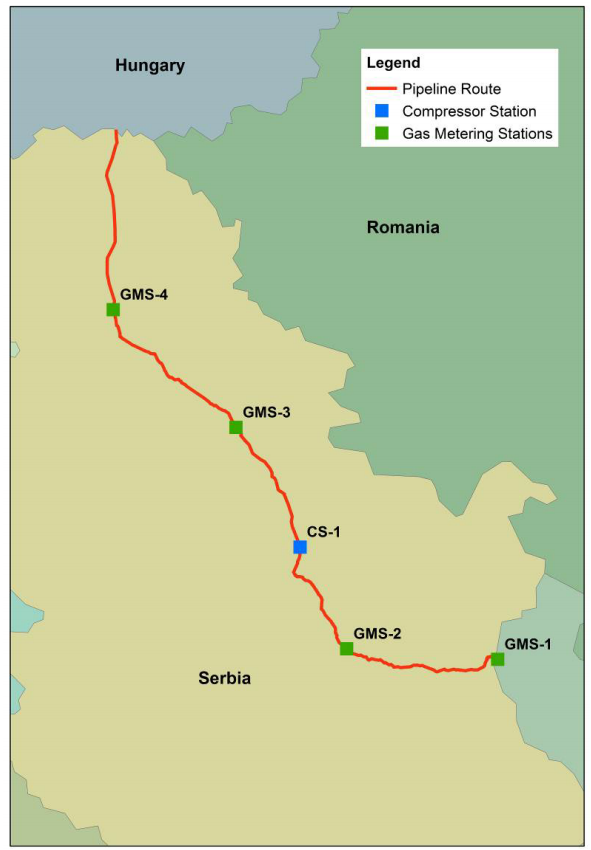 Hungary
Legend
Pipeline Route
Compressor Station
Gas Metering Stations
Romania
GMS-4
GMS-3
CS-1
GMS-2
GMS-1
Serbia